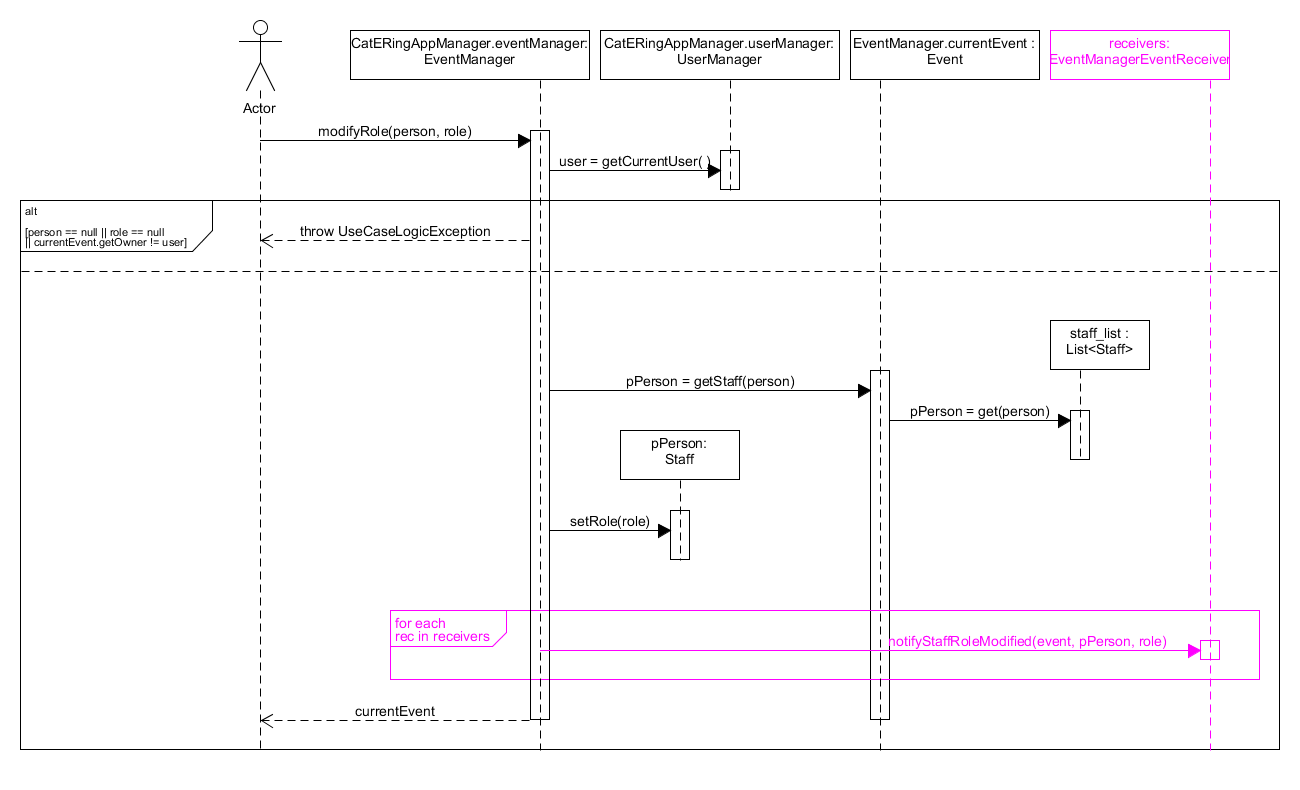 CatERingAppManager.eventManager:
EventManager
CatERingAppManager.userManager:
UserManager
EventManager.currentEvent :
Event
receivers:
EventManagerEventReceiver
Actor
modifyRole(person, role)
user = getCurrentUser( )
alt
[person == null || role == null
|| currentEvent.getOwner != user]
throw UseCaseLogicException
staff_list :
List<Staff>
pPerson = getStaff(person)
pPerson = get(person)
pPerson:
Staff
setRole(role)
for each
rec in receivers
notifyStaffRoleModified(event, pPerson, role)
currentEvent